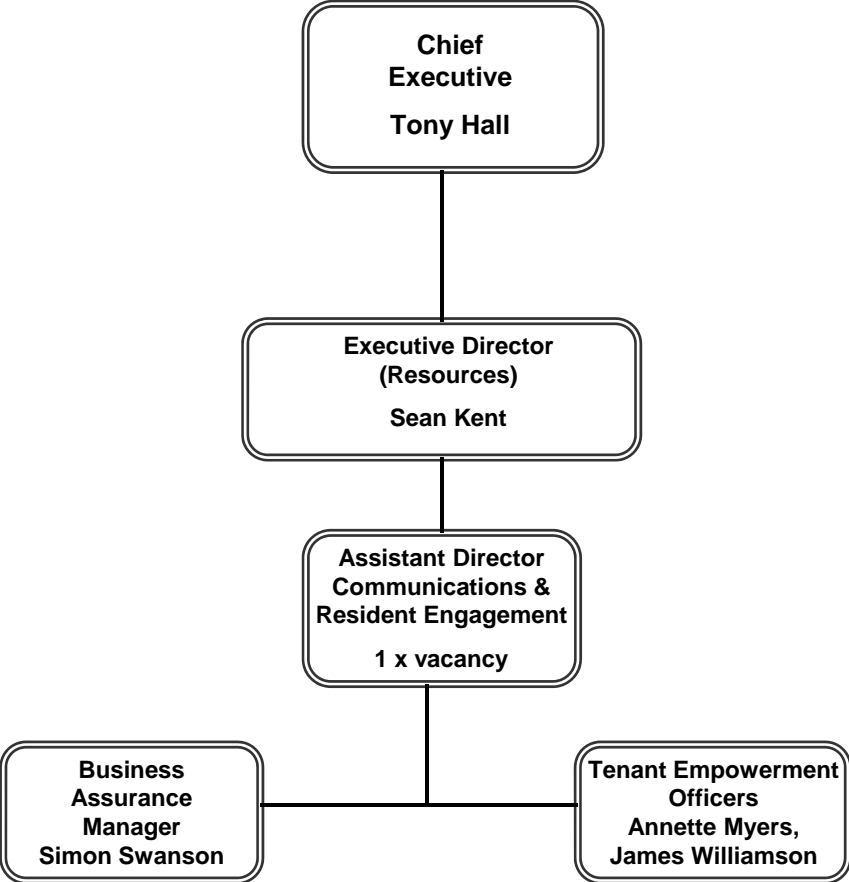 Chief
Executive
Tony Hall
Executive Director
(Resources)
Sean Kent
Assistant Director
Communications &
Resident Engagement
1 x vacancy
Business
Assurance
Manager
Simon Swanson
Tenant Empowerment
Officers
Annette Myers,
James Williamson